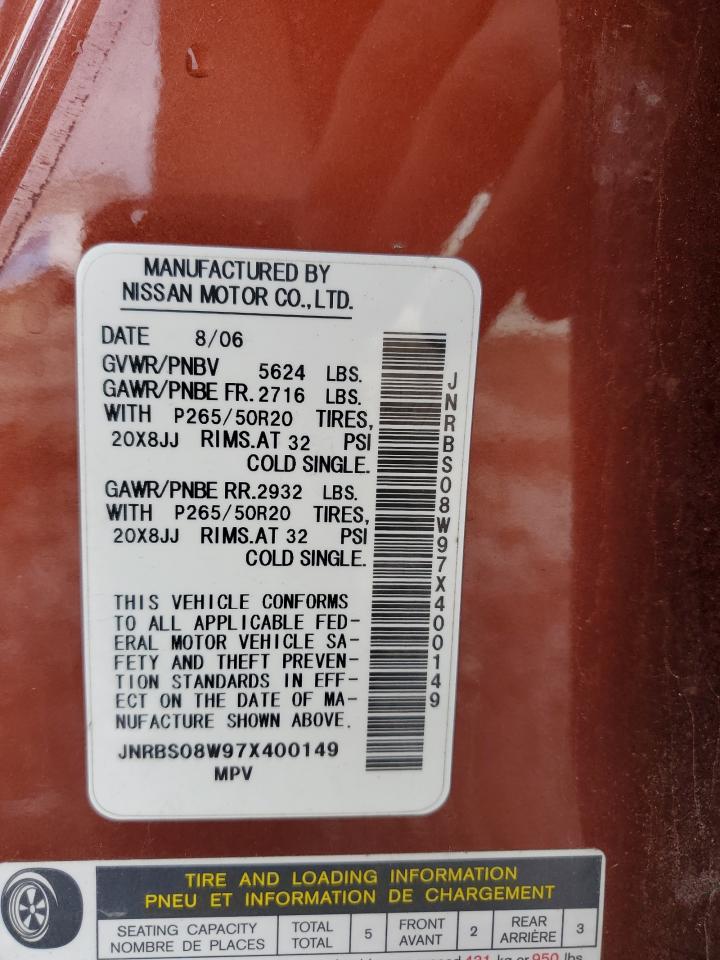 MANUFACTURED BY
NISSAN MOTOR CO.,LTD.
DATE 8/06
GVWR/PNBV 5624 LBS.
GAWR/PNBE FR.2716 LBS.
WITH P265/50R20 TIRES,
20X8JJ RIMS.AT 32 PSI
COLD SINGLE.
GAWR/PNBE RR.2932 LBS.
WITH P265/50R20 TIRES,
20X8JJ RIMS.AT 32 PSI
COLD SINGLE.
THIS VEHICLE CONFORMS
TO ALL APPLICABLE FED-
ERAL MOTOR VEHICLE SA-
FETY AND THEFT PREVEN-
TION STANDARDS IN EFF-
ECT ON THE DATE OF MA-
NUFACTURE SHOWN ABOVE.
JNRBS08W97X400149
MPV
JNRBS08W97X400149
TIRE AND LOADING INFORMATION
PNEU ET INFORMATION DE CHARGEMENT
SEATING CAPACITY TOTAL 5 FRONT 2 REAR 3
NOMBRE DE PLACES TOTAL AVANT ARRIÈRE
431 kg or 950 lbs